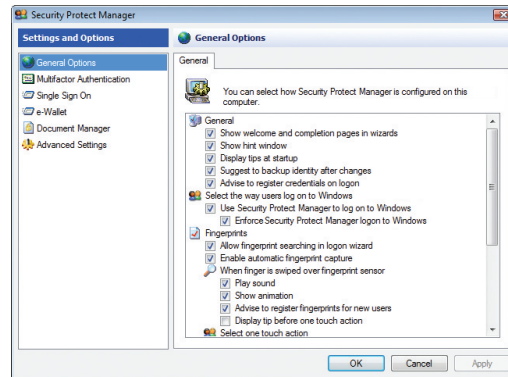 Security Protect Manager
Settings and Options
General Options
Multifactor Authentication
Single Sign On
e-Wallet
Document Manager
Advanced Settings
General Options
General
You can select how Security Protect Manager is configured on this
computer.
General
Show welcome and completion pages in wizards
Show hint window
Display tips at startup
Suggest to backup identity after changes
Advise to register credentials on logon
Select the way users log on to Windows
Use Security Protect Manager to log on to Windows
Enforce Security Protect Manager logon to Windows
Fingerprints
Allow fingerprint searching in logon wizard
Enable automatic fingerprint capture
When finger is swiped over fingerprint sensor
Play sound
Show animation
Advise to register fingerprints for new users
Display tip before one touch action
Select one touch action
OK
Cancel
Apply